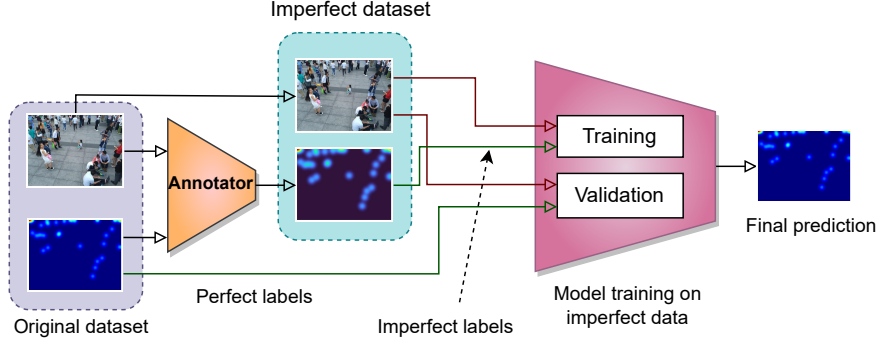 Imperfect dataset
Annotator
Training
Validation
Final prediction
Perfect labels
Original dataset
Imperfect labels
Model training on
imperfect data